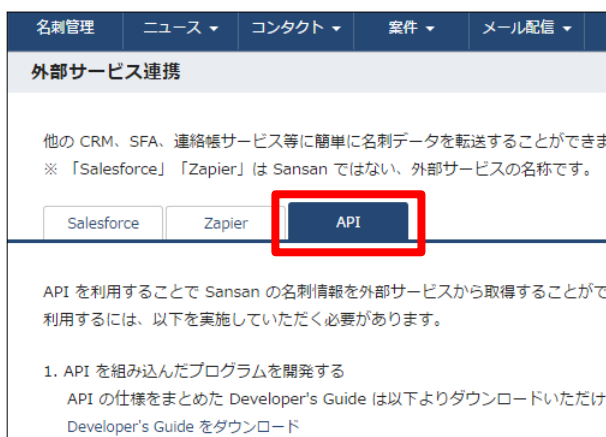 名刺管理 ニュース ▾ コンタクト ▾ 案件 ▾ メール配信 ▾
外部サービス連携
他の CRM、SFA、連絡帳サービス等に簡単に名刺データを転送することができま
※ 「Salesforce」「Zapier」は Sansan ではない、外部サービスの名称です。
Salesforce Zapier API
API を利用することで Sansan の名刺情報を外部サービスから取得することがで
利用するには、以下を実施していただく必要があります。
1. API を組み込んだプログラムを開発する
API の仕様をまとめた Developer's Guide は以下よりダウンロードいただけ
Developer's Guide をダウンロード